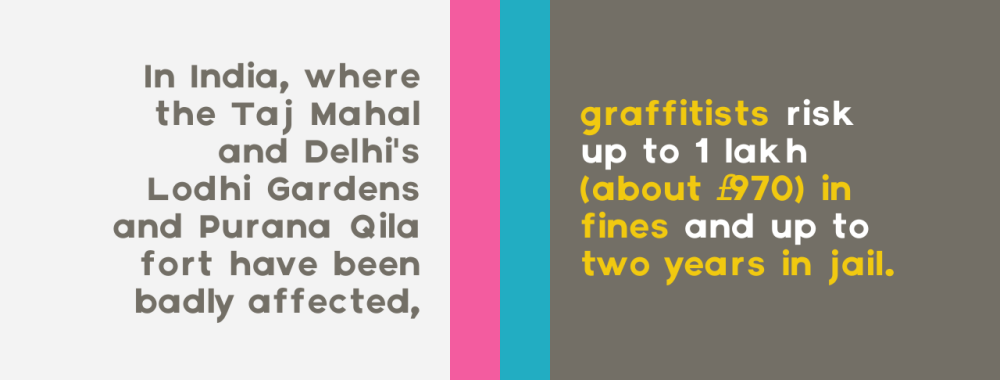 In India, where
the Taj Mahal
and Delhi's
Lodhi Gardens
and Purana Qila
fort have been
badly affected,
graffitists risk
up to 1 lakh
(about £970) in
fines and up to
two years in jail.